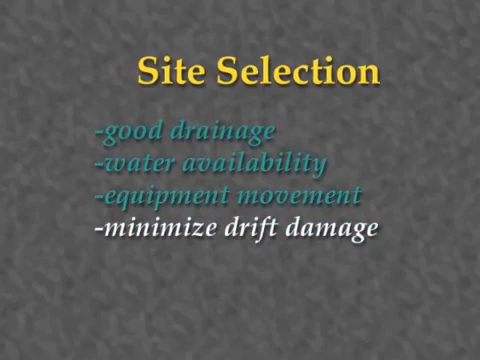 Site Selection
-good drainage
-water availability
-equipment movement
-minimize drift damage